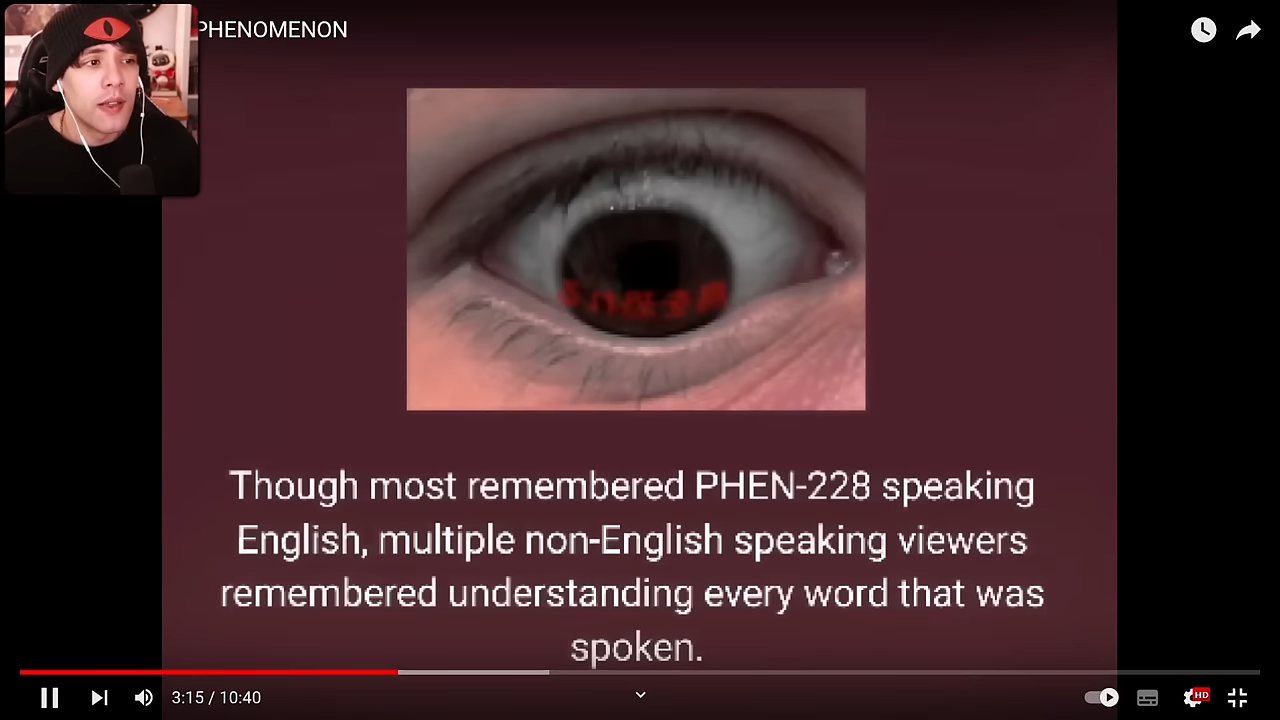 PHENOMENON
Though most remembered PHEN-228 speaking
English, multiple non-English speaking viewers
remembered understanding every word that was
spoken.
3:15 / 10:40
HD